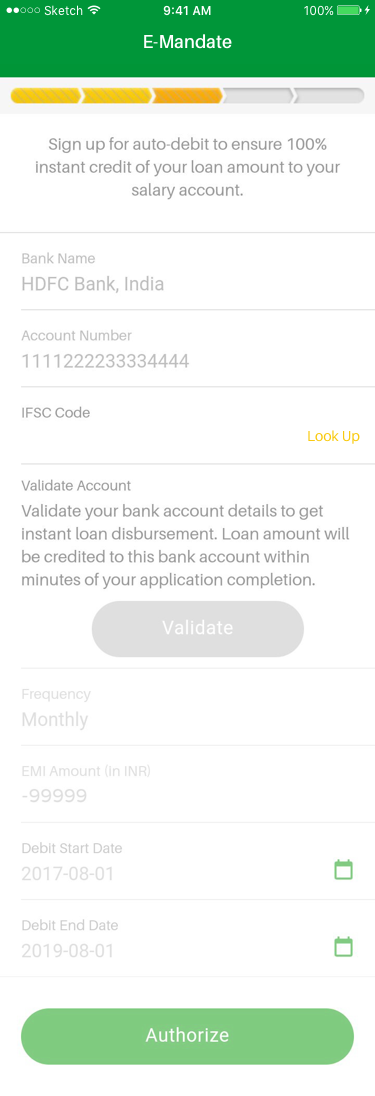 Sketch 9:41 AM 100%
E-Mandate
Sign up for auto-debit to ensure 100%
instant credit of your loan amount to your
salary account.
Bank Name
HDFC Bank, India
Account Number
1111222233334444
IFSC Code
Look Up
Validate Account
Validate your bank account details to get
instant loan disbursement. Loan amount will
be credited to this bank account within
minutes of your application completion.
Validate
Frequency
Monthly
EMI Amount (in INR)
-99999
Debit Start Date
2017-08-01
Debit End Date
2019-08-01
Authorize